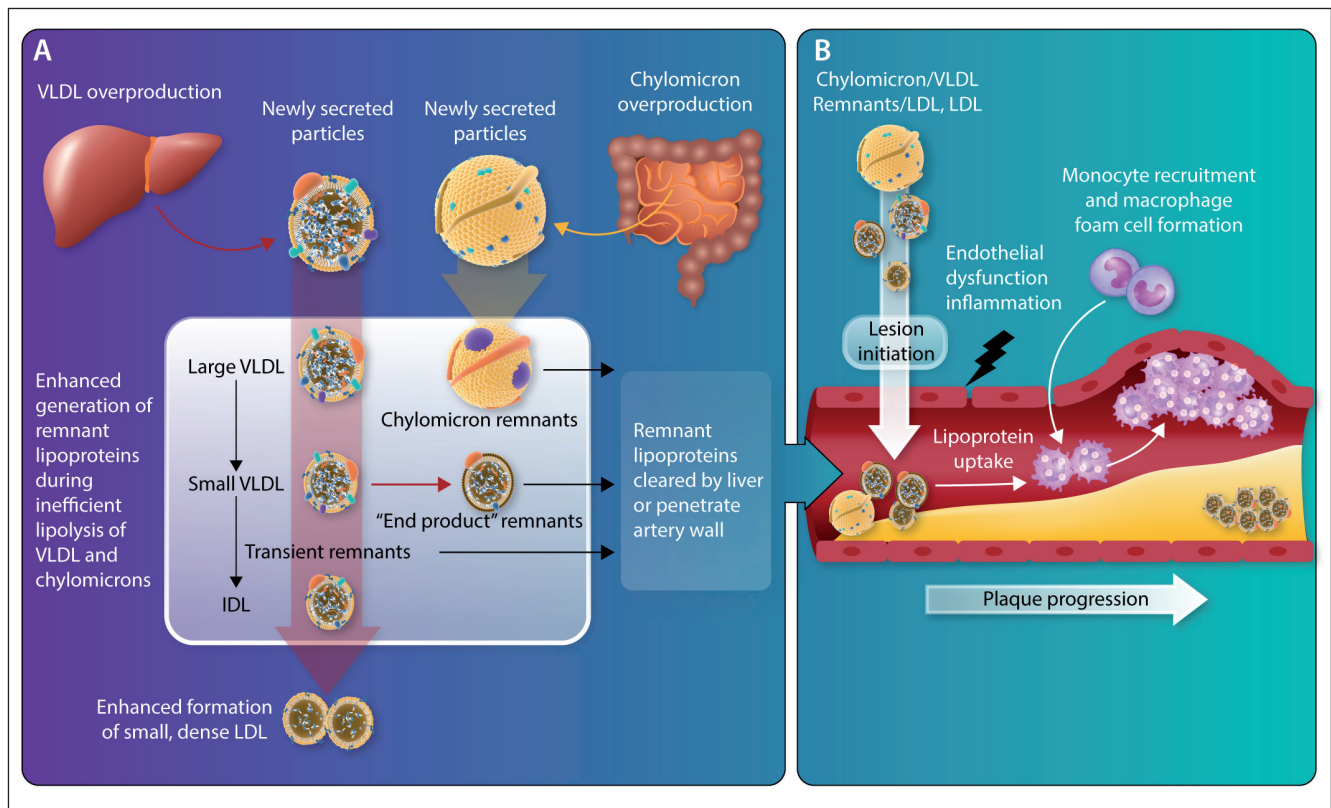 A
VLDL overproduction
Newly secreted
particles
Newly secreted
particles
Chylomicron
overproduction
Enhanced
generation of
remnant
lipoproteins
during
inefficient
lipolysis of
VLDL and
chylomicrons
Large VLDL
Chylomicron remnants
Small VLDL
“End product” remnants
Transient remnants
IDL
Remnant
lipoproteins
cleared by liver
or penetrate
artery wall
Enhanced formation
of small, dense LDL
B
Chylomicron/VLDL
Remnants/LDL, LDL
Monocyte recruitment
and macrophage
foam cell formation
Endothelial
dysfunction
inflammation
Lesion
initiation
Lipoprotein
uptake
Plaque progression